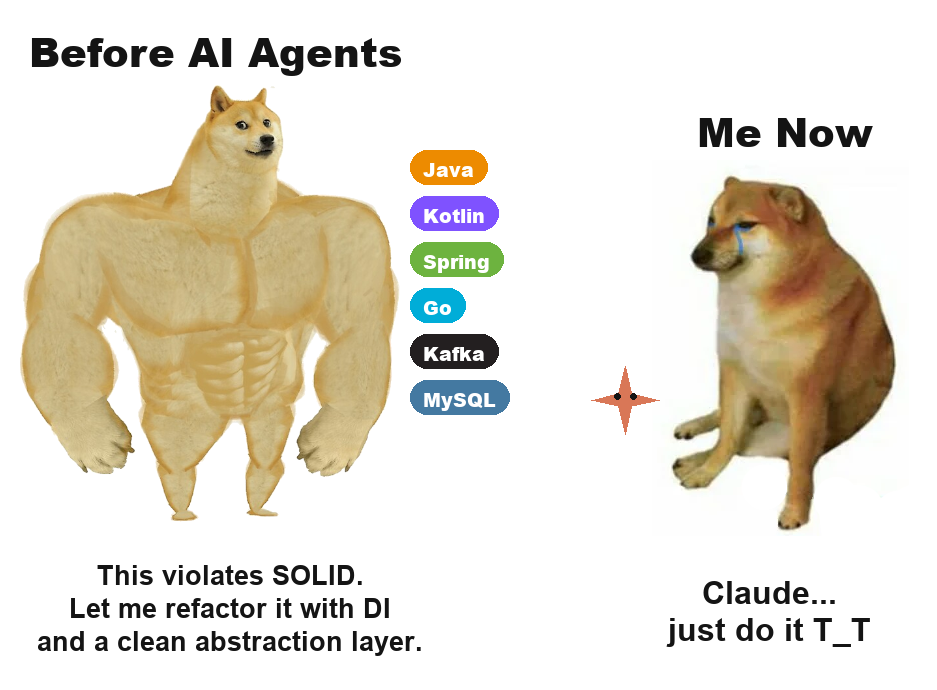 Before AI Agents
Me Now
Java
Kotlin
Spring
Go
Kafka
MySQL
This violates SOLID.
Let me refactor it with DI
and a clean abstraction layer.
Claude...
just do it T_T